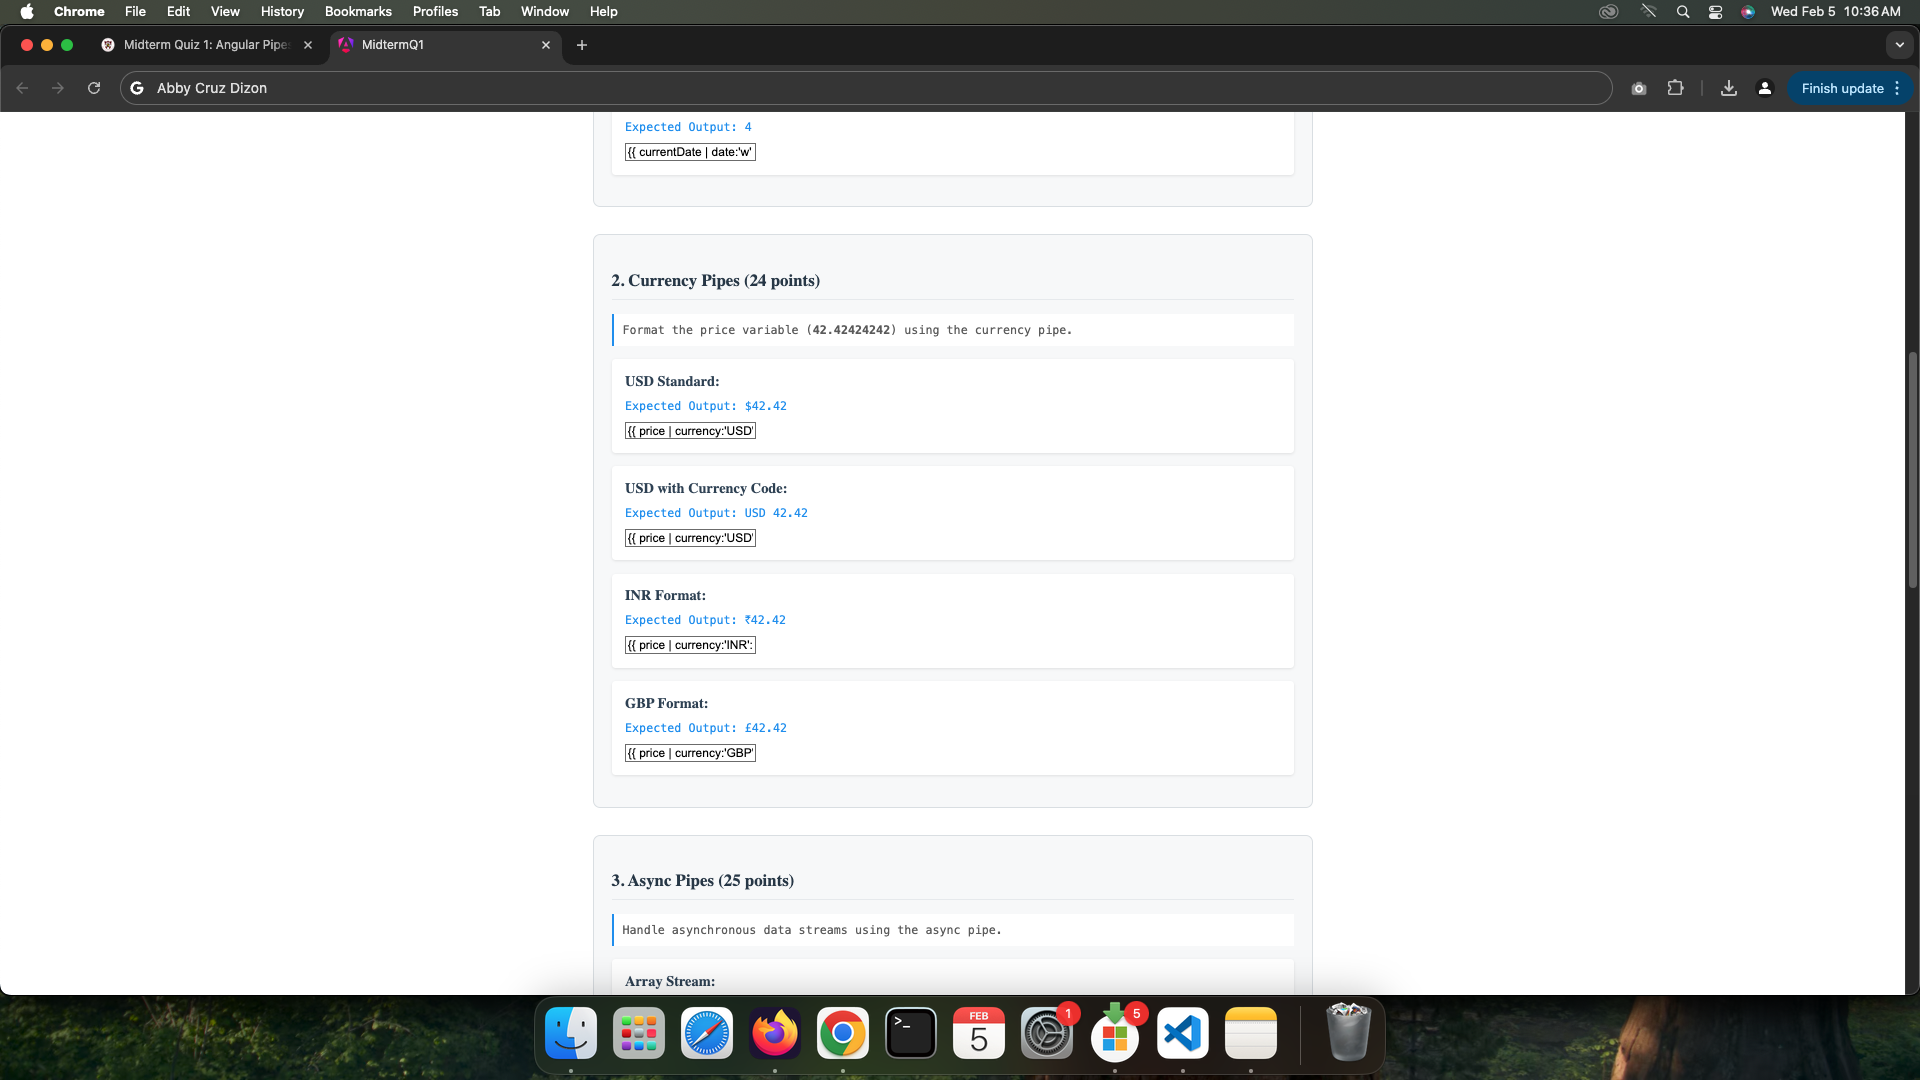 Chrome File Edit View History Bookmarks Profiles Tab Window Help Wed Feb 5 10:36 AM
Midterm Quiz 1: Angular Pipes MidtermQ1
Abby Cruz Dizon Finish update
Expected Output: 4
{{ currentDate | date:'w'
2. Currency Pipes (24 points)
Format the price variable (42.42424242) using the currency pipe.
USD Standard:
Expected Output: $42.42
{{ price | currency:'USD'
USD with Currency Code:
Expected Output: USD 42.42
{{ price | currency:'USD'
INR Format:
Expected Output: ₹42.42
{{ price | currency:'INR':
GBP Format:
Expected Output: £42.42
{{ price | currency:'GBP'
3. Async Pipes (25 points)
Handle asynchronous data streams using the async pipe.
Array Stream:
>_ FEB 5 1 5